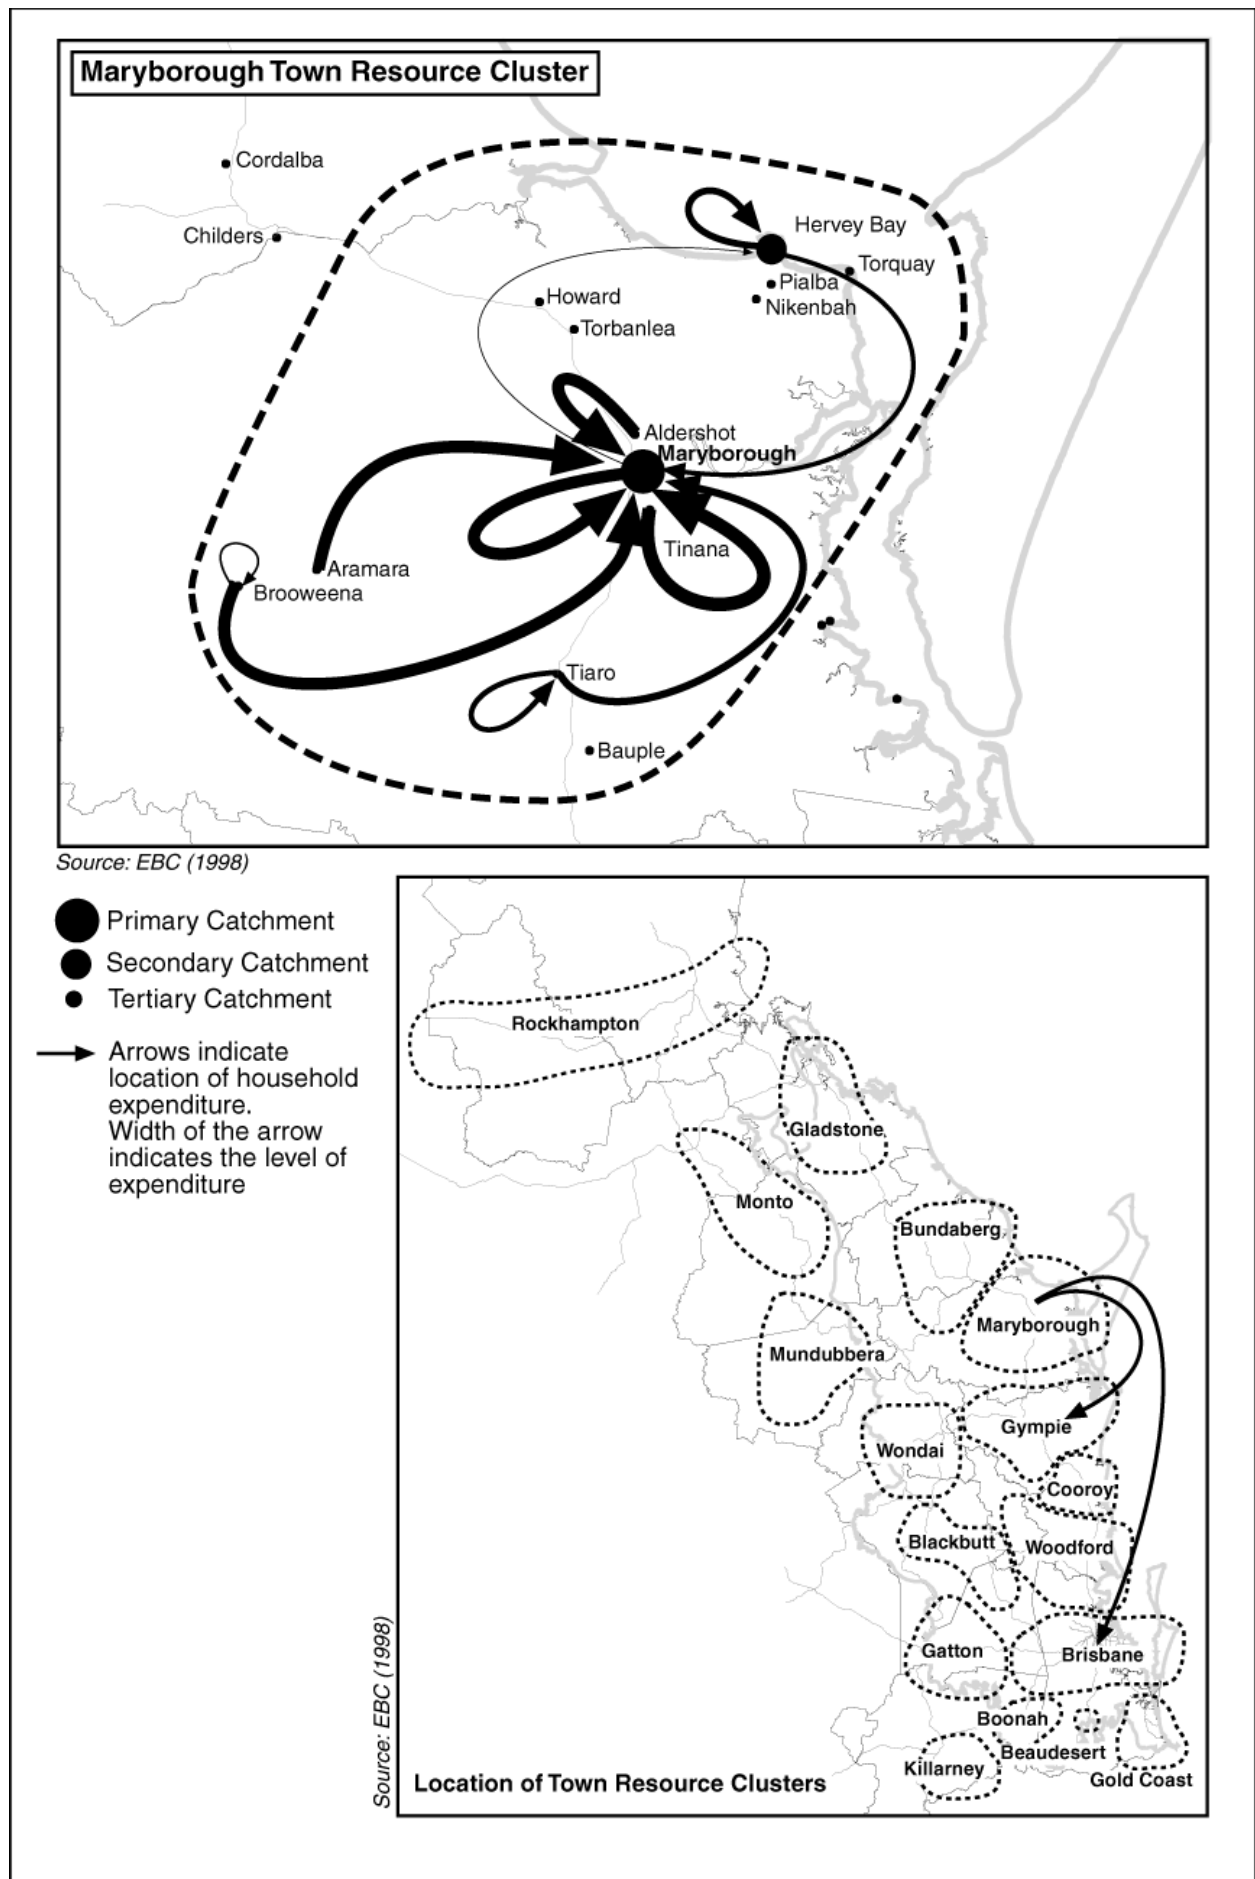 Maryborough Town Resource Cluster
Cordalba
Childers
Hervey Bay
Torquay
Pialba
Nikenbah
Howard
Torbanlea
Aldershot
Maryborough
Tinana
Aramara
Brooweena
Tiaro
Bauple
Source: EBC (1998)
Primary Catchment
Secondary Catchment
Tertiary Catchment
Arrows indicate
location of household
expenditure.
Width of the arrow
indicates the level of
expenditure
Rockhampton
Gladstone
Monto
Bundaberg
Maryborough
Mundubbera
Gympie
Wondai
Cooroy
Blackbutt
Woodford
Gatton
Brisbane
Boonah
Beaudesert
Killarney
Gold Coast
Location of Town Resource Clusters
Source: EBC (1998)